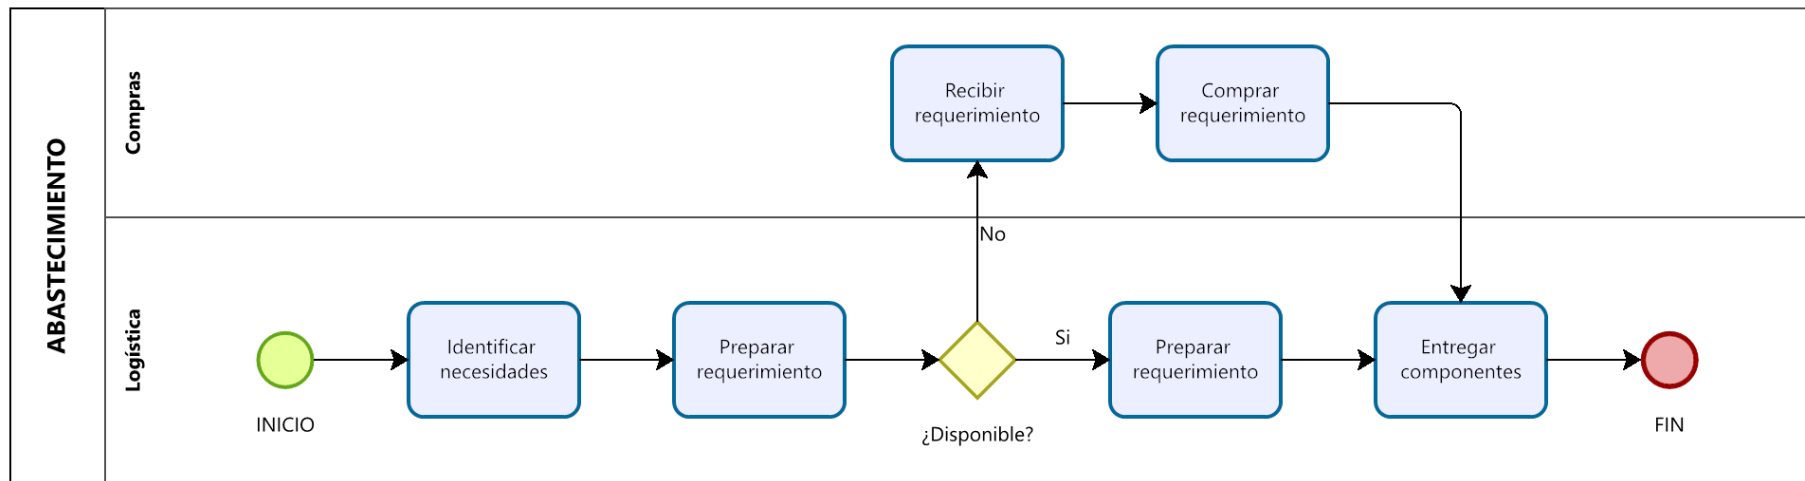 ABASTECIMIENTO
Compras
Recibir
requerimiento
Comprar
requerimiento
No
Logística
INICIO
Identificar
necesidades
Preparar
requerimiento
¿Disponible?
Si
Preparar
requerimiento
Entregar
componentes
FIN